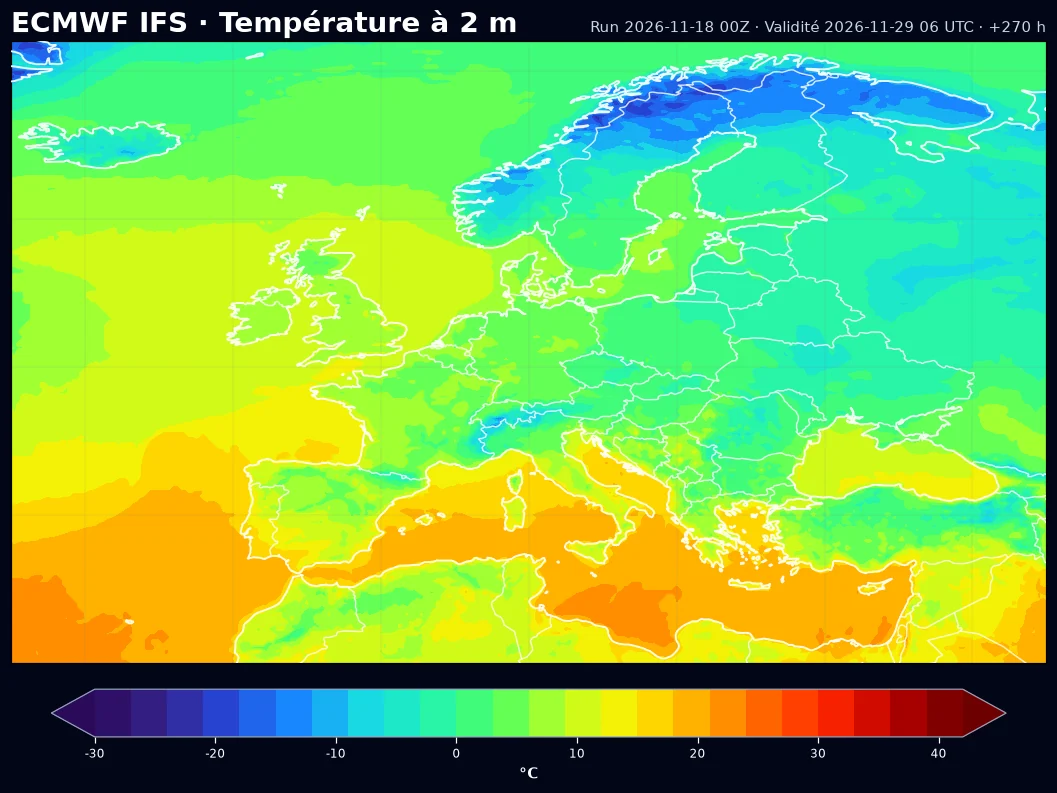 ECMWF IFS · Température à 2 m
Run 2026-11-18 00Z · Validité 2026-11-29 06 UTC · +270 h
-30 -20 -10 0 10 20 30 40
°C